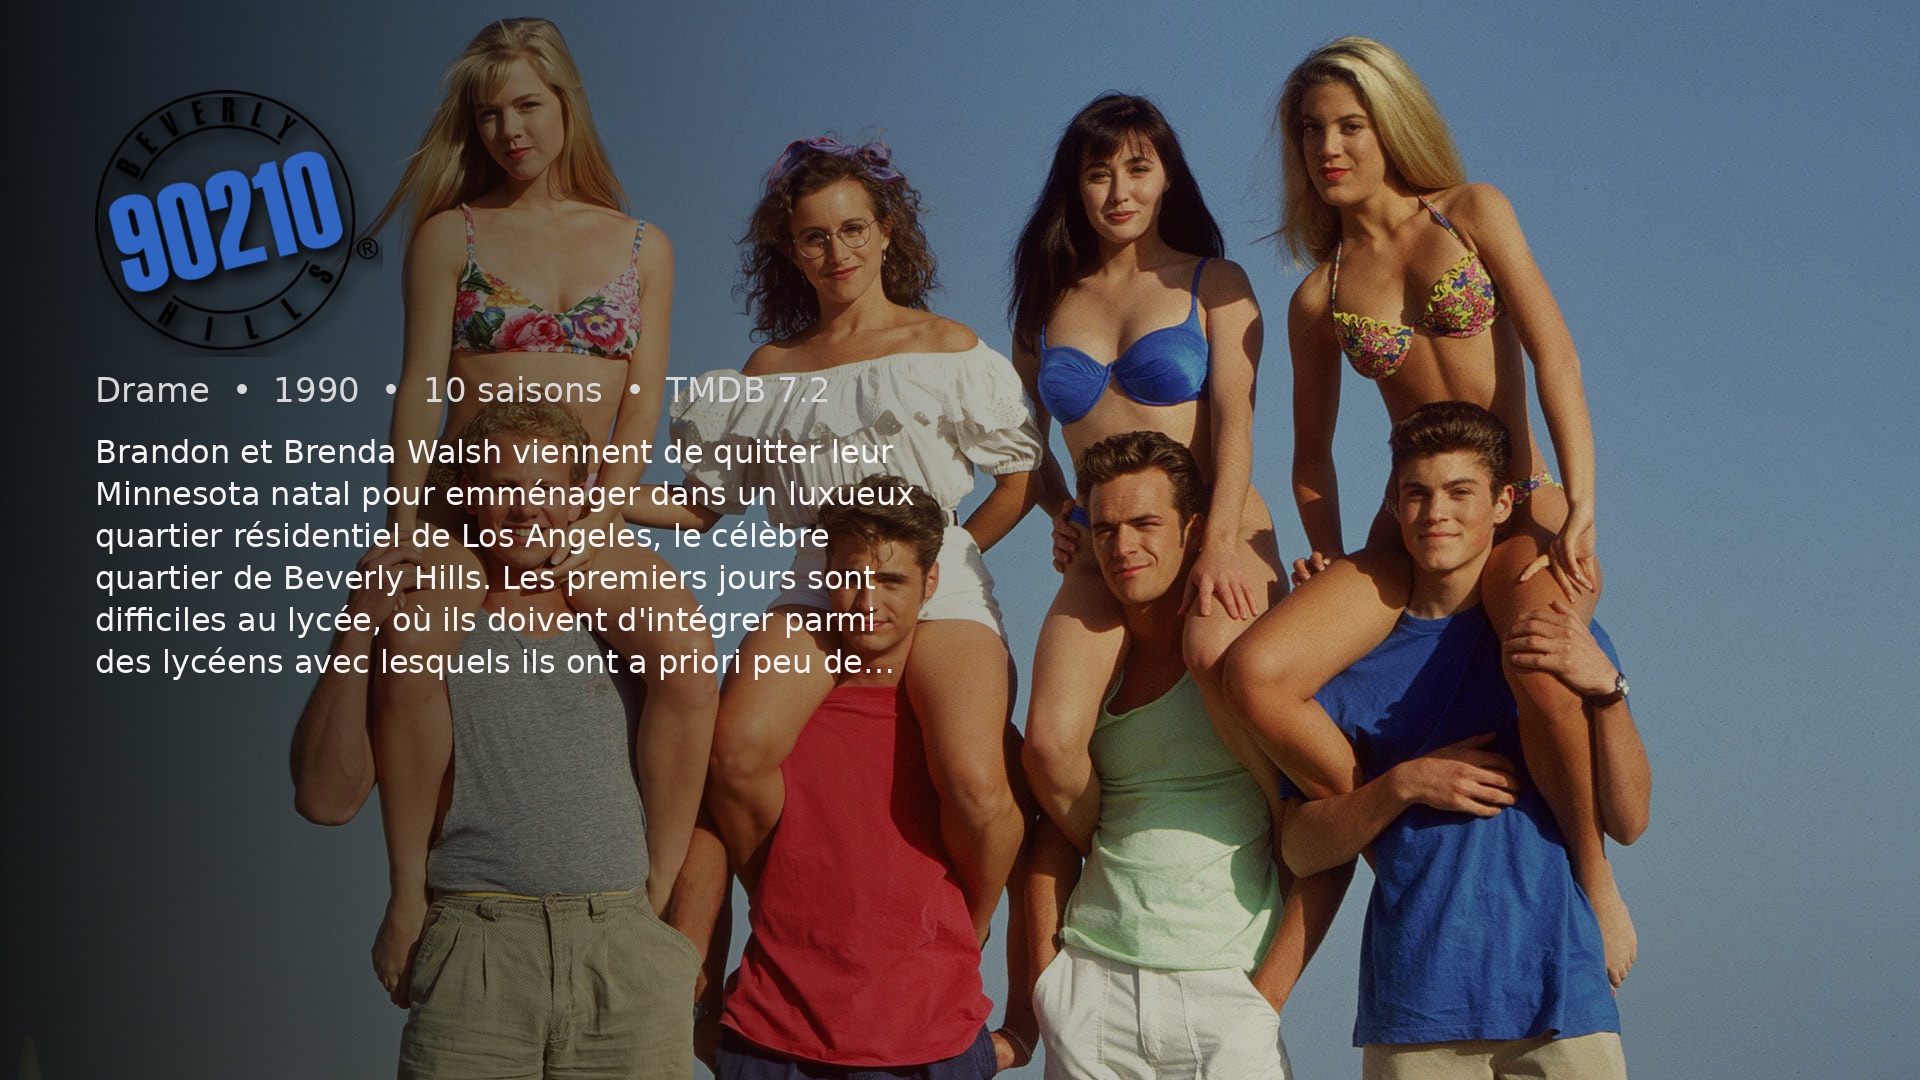 BEVERLY
90210
®
HILLS
Drame • 1990 • 10 saisons • TMDB 7.2
Brandon et Brenda Walsh viennent de quitter leur
Minnesota natal pour emménager dans un luxueux
quartier résidentiel de Los Angeles, le célèbre
quartier de Beverly Hills. Les premiers jours sont
difficiles au lycée, où ils doivent d'intégrer parmi
des lycéens avec lesquels ils ont a priori peu de...